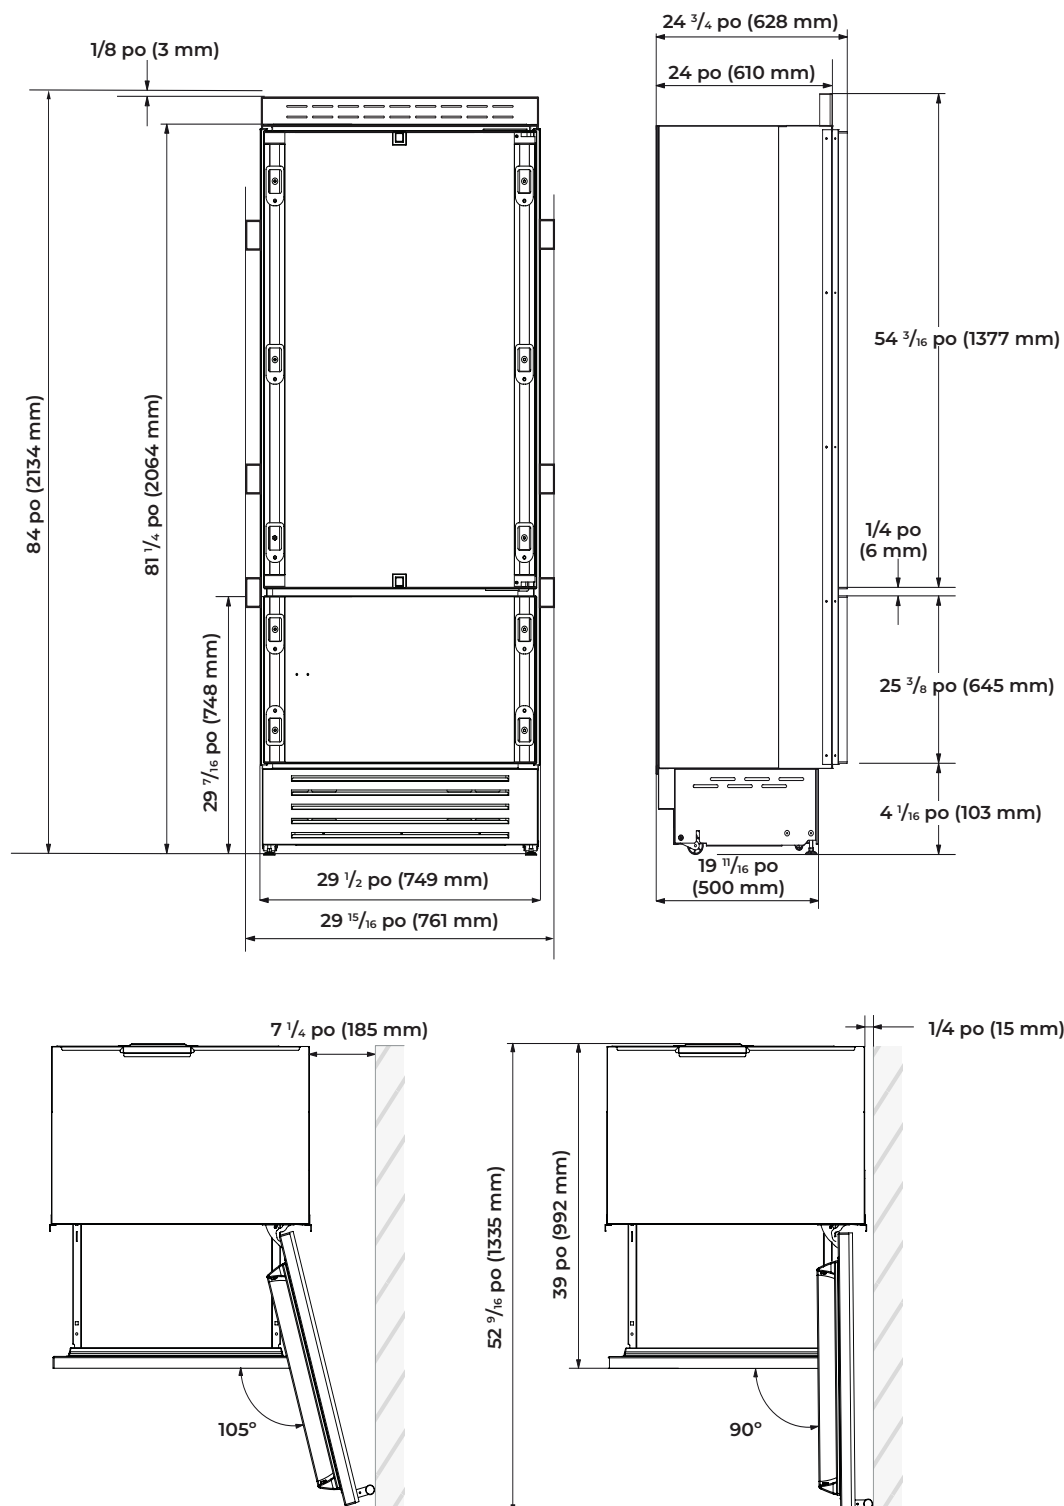 24 3/4 po (628 mm)
1/8 po (3 mm)
24 po (610 mm)
54 3/16 po (1377 mm)
84 po (2134 mm)
81 1/4 po (2064 mm)
1/4 po
(6 mm)
29 7/16 po (748 mm)
25 3/8 po (645 mm)
4 1/16 po (103 mm)
29 1/2 po (749 mm)
19 11/16 po
(500 mm)
29 15/16 po (761 mm)
7 1/4 po (185 mm)
1/4 po (15 mm)
52 9/16 po (1335 mm)
39 po (992 mm)
105º
90º